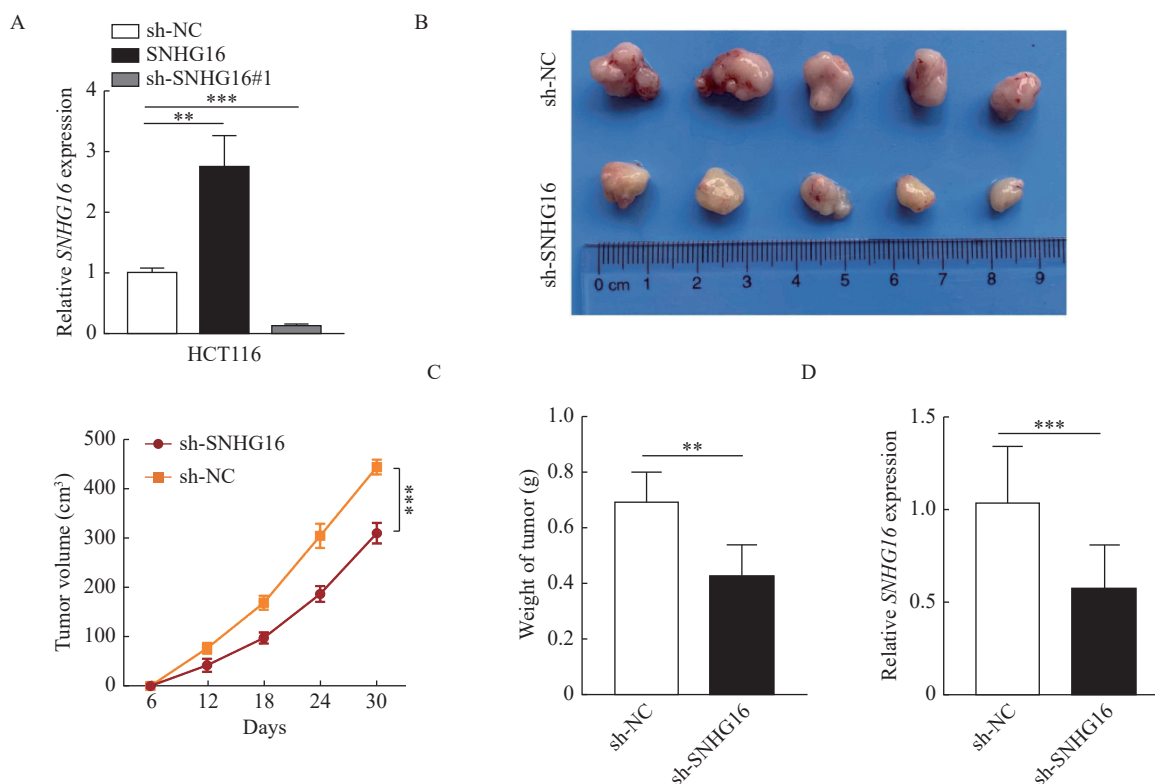 A
sh-NC
SNHG16
sh-SNHG16#1
Relative SNHG16 expression
4
3
2
1
0
***
**
HCT116
B
sh-NC
sh-SNHG16
0 cm 1 2 3 4 5 6 7 8 9
C
sh-SNHG16
sh-NC
Tumor volume (cm³)
500
400
300
200
100
0
***
6 12 18 24 30
Days
D
Weight of tumor (g)
1.0
0.8
0.6
0.4
0.2
0
**
sh-NC
sh-SNHG16
Relative SNHG16 expression
1.5
1.0
0.5
0
***
sh-NC
sh-SNHG16